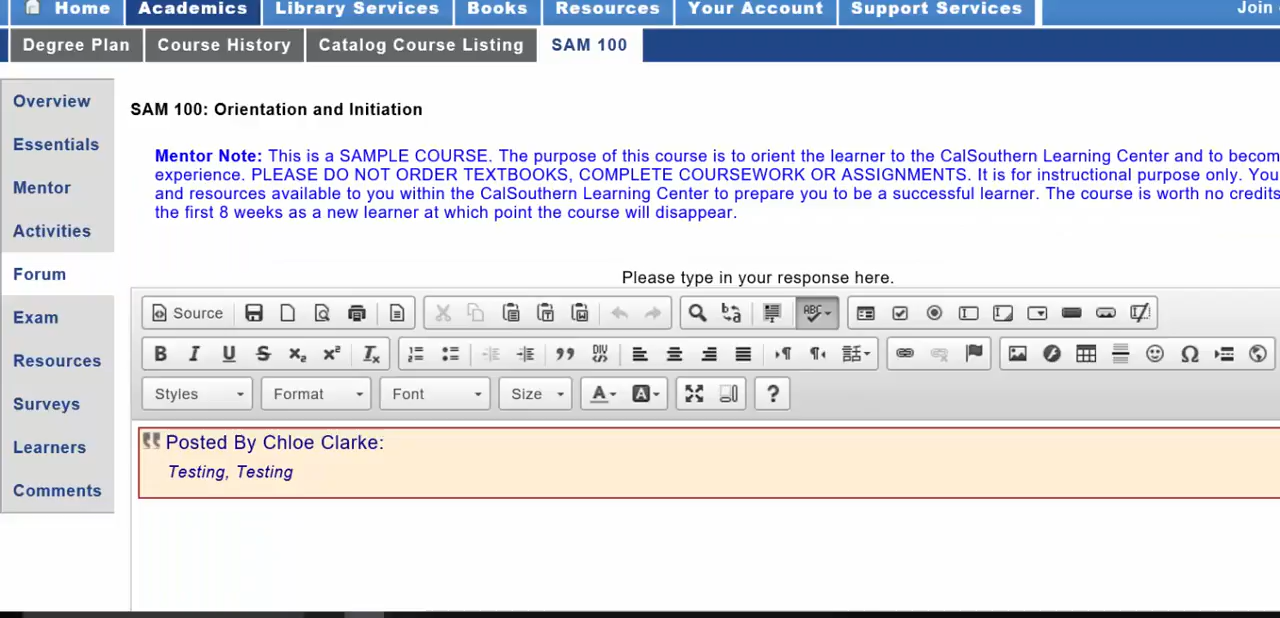 Home Academics Library Services Books Resources Your Account Support Services Join
Degree Plan Course History Catalog Course Listing SAM 100
Overview
Essentials
Mentor
Activities
Forum
Exam
Resources
Surveys
Learners
Comments
SAM 100: Orientation and Initiation
Mentor Note: This is a SAMPLE COURSE. The purpose of this course is to orient the learner to the CalSouthern Learning Center and to becom
experience. PLEASE DO NOT ORDER TEXTBOOKS, COMPLETE COURSEWORK OR ASSIGNMENTS. It is for instructional purpose only. You
and resources available to you within the CalSouthern Learning Center to prepare you to be a successful learner. The course is worth no credits
the first 8 weeks as a new learner at which point the course will disappear.
Please type in your response here.
Source
Styles Format Font Size
Posted By Chloe Clarke:
Testing, Testing